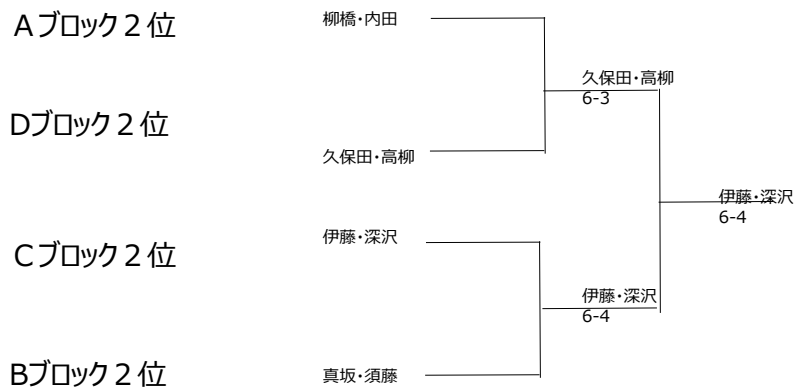 Aブロック２位
柳橋・内田
久保田・高柳
6-3
Dブロック２位
久保田・高柳
伊藤・深沢
6-4
Cブロック２位
伊藤・深沢
伊藤・深沢
6-4
Bブロック２位
真坂・須藤